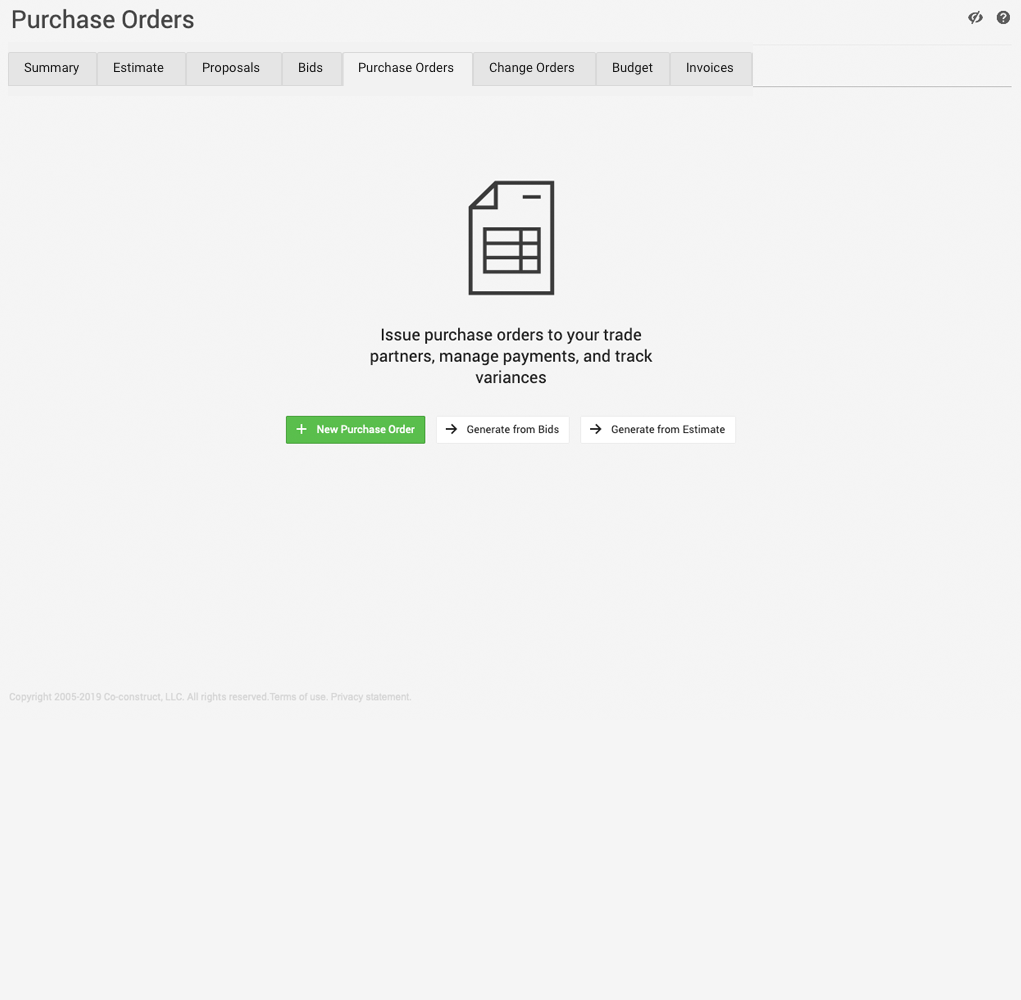 Purchase Orders
Summary Estimate Proposals Bids Purchase Orders Change Orders Budget Invoices
Issue purchase orders to your trade
partners, manage payments, and track
variances
New Purchase Order Generate from Bids Generate from Estimate
Copyright 2005-2019 Co-construct, LLC. All rights reserved.Terms of use. Privacy statement.